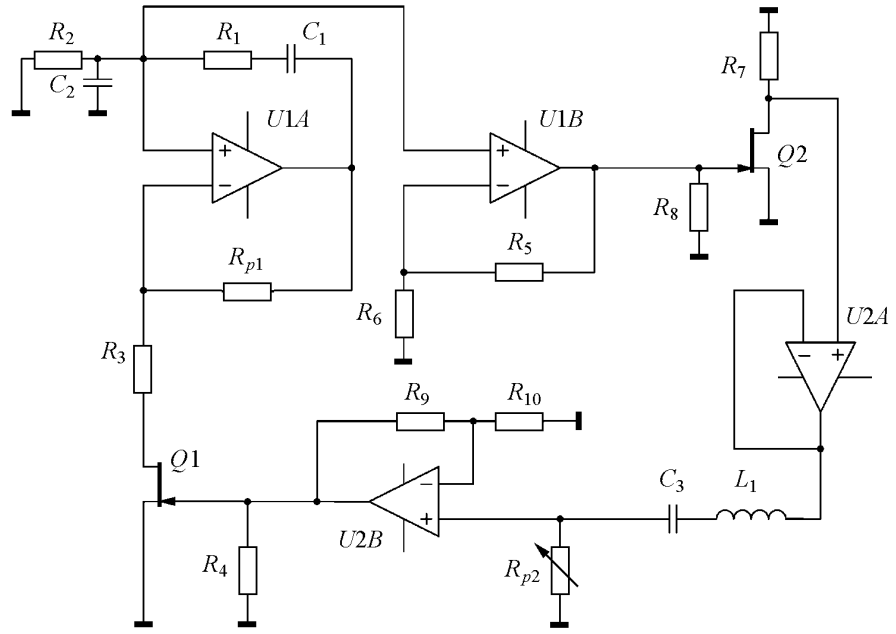 R2
R1
C1
C2
U1A
U1B
R7
Q2
+
−
+
−
R8
Rp1
R5
R6
U2A
−
+
R3
R9
R10
Q1
−
+
U2B
C3
L1
R4
Rp2